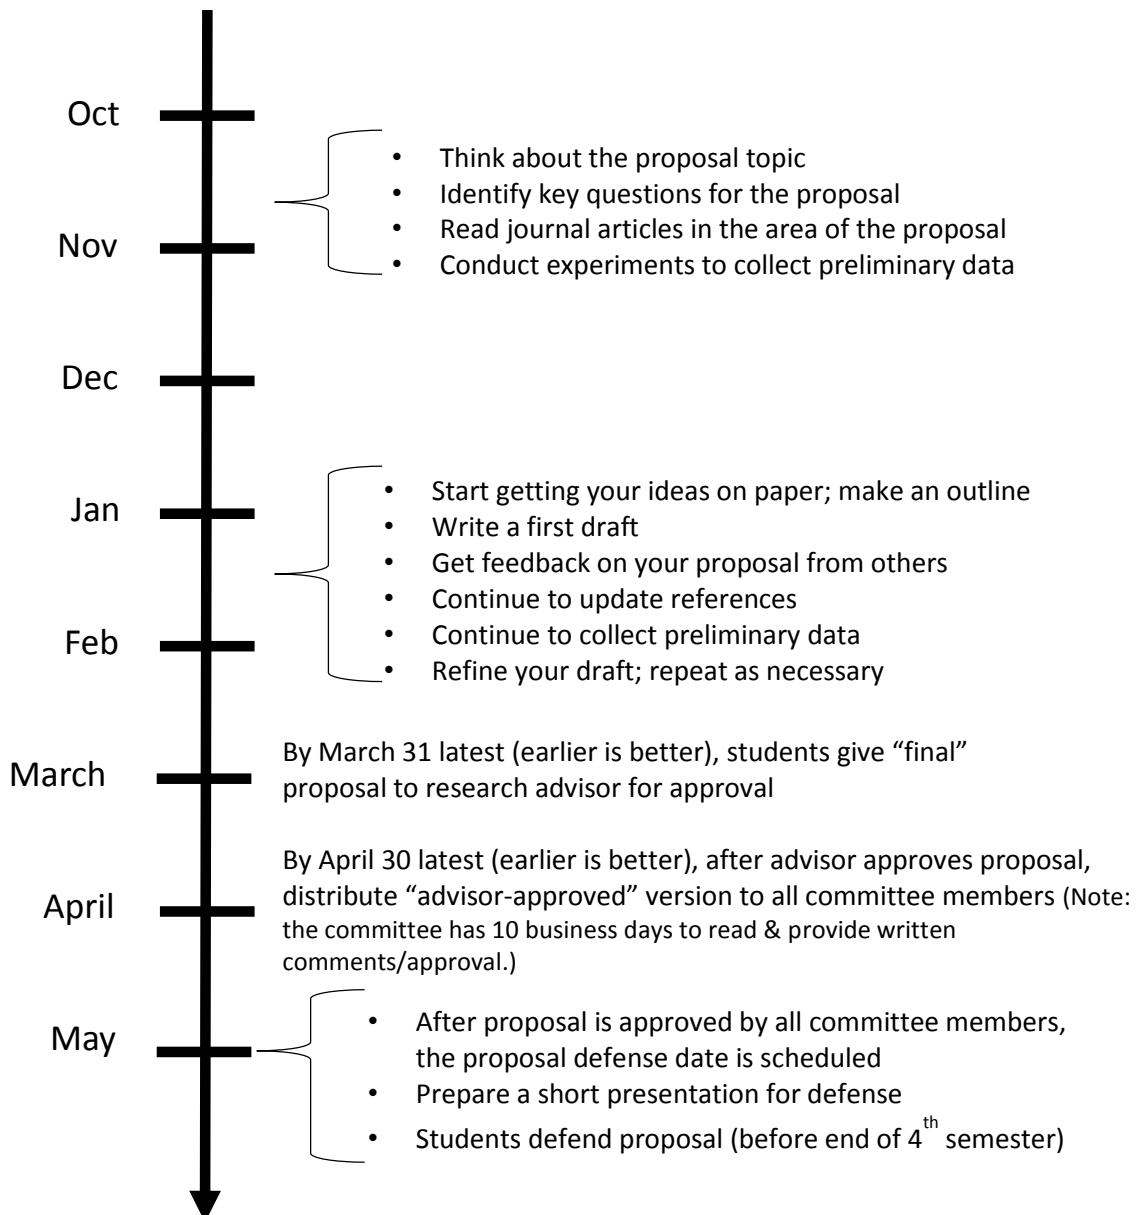 Oct
• Think about the proposal topic
• Identify key questions for the proposal
• Read journal articles in the area of the proposal
Nov
• Conduct experiments to collect preliminary data
Dec
• Start getting your ideas on paper; make an outline
Jan
• Write a first draft
• Get feedback on your proposal from others
• Continue to update references
• Continue to collect preliminary data
Feb
• Refine your draft; repeat as necessary
By March 31 latest (earlier is better), students give “final”
March
proposal to research advisor for approval
By April 30 latest (earlier is better), after advisor approves proposal,
distribute “advisor-approved” version to all committee members (Note:
April
the committee has 10 business days to read & provide written
comments/approval.)
• After proposal is approved by all committee members,
May
the proposal defense date is scheduled
• Prepare a short presentation for defense
• Students defend proposal (before end of 4th semester)